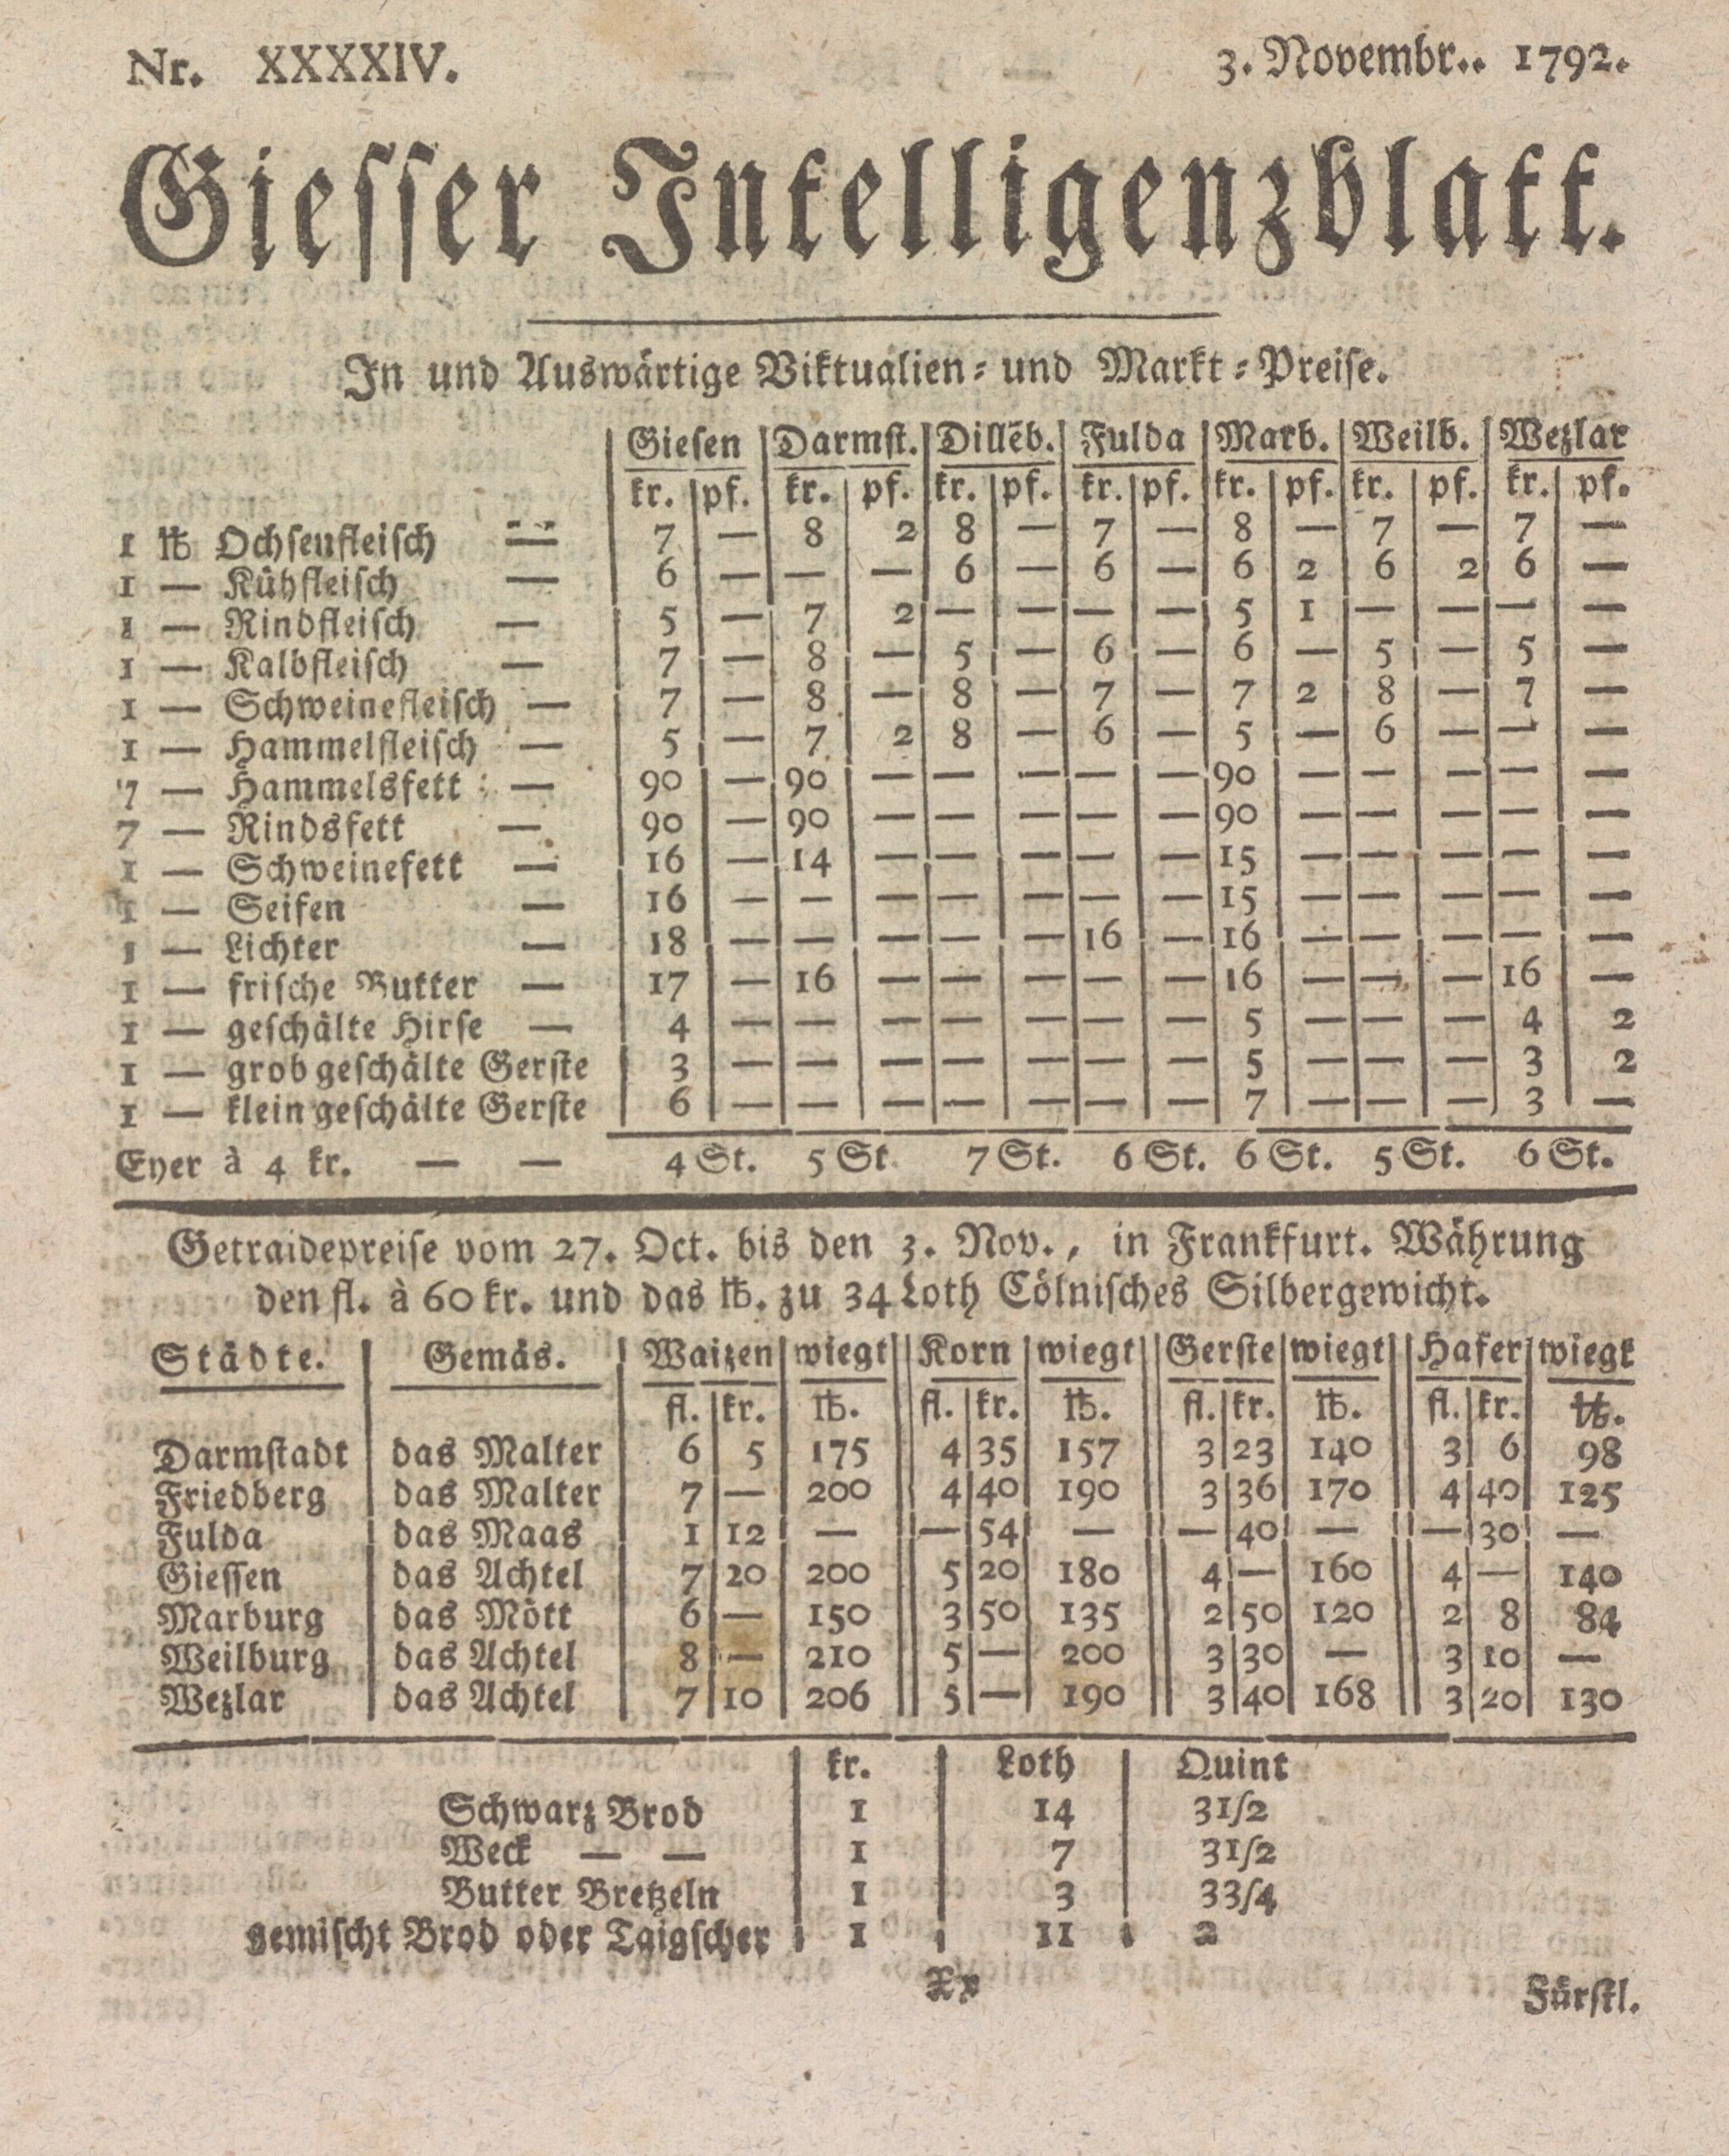 Nr. XXXXIV. 3. Novembr.. 1792.
Giesser Intelligenzblatt.
In und Auswärtige Viktualien- und Markt-Preise.
Giesen Darmst. Dillēb. Fulda Marb. Weilb. Wezlar
kr. pf. kr. pf. kr. pf. kr. pf. kr. pf. kr. pf. kr. pf.
1 ℔ Ochsenfleisch — 7 — 8 2 8 — 7 — 8 — 7 — 7 —
1 — Kühfleisch — 6 — — — 6 — 6 — 6 2 6 2 6 —
1 — Rindfleisch — 5 — 7 2 — — — — 5 1 — — — —
1 — Kalbfleisch — 7 — 8 — 5 — 6 — 6 — 5 — 5 —
1 — Schweinefleisch — 7 — 8 — 8 — 7 — 7 2 8 — 7 —
1 — Hammelfleisch — 5 — 7 2 8 — 6 — 5 — 6 — — —
7 — Hammelsfett — 90 — 90 — — — — — 90 — — — — —
7 — Rindsfett — 90 — 90 — — — — — 90 — — — — —
1 — Schweinefett — 16 — 14 — — — — — 15 — — — — —
1 — Seifen — 16 — — — — — — — 15 — — — — —
1 — Lichter — 18 — — — — — 16 — 16 — — — — —
1 — frische Butter — 17 — 16 — — — — — 16 — — — 16 —
1 — geschälte Hirse — 4 — — — — — — — 5 — — — 4 2
1 — grob geschälte Gerste 3 — — — — — — — 5 — — — 3 2
1 — klein geschälte Gerste 6 — — — — — — — 7 — — — 3 —
Eyer à 4 kr. — — 4 St. 5 St 7 St. 6 St. 6 St. 5 St. 6 St.
Getraidepreise vom 27. Oct. bis den 3. Nov., in Frankfurt. Währung
den fl. à 60 kr. und das ℔. zu 34 Loth Cölnisches Silbergewicht.
Städte. Gemäs. Waizen wiegt Korn wiegt Gerste wiegt Hafer wiegt
fl. kr. ℔. fl. kr. ℔. fl. kr. ℔. fl. kr. ℔.
Darmstadt das Malter 6 5 175 4 35 157 3 23 140 3 6 98
Friedberg das Malter 7 — 200 4 40 190 3 36 170 4 40 125
Fulda das Maas 1 12 — — 54 — — 40 — — 30 —
Giessen das Achtel 7 20 200 5 20 180 4 — 160 4 — 140
Marburg das Mött 6 — 150 3 50 135 2 50 120 2 8 84
Weilburg das Achtel 8 — 210 5 — 200 3 30 — 3 10 —
Wezlar das Achtel 7 10 206 5 — 190 3 40 168 3 20 130
kr. Loth Quint
Schwarz Brod 1 14 31/2
Weck — — 1 7 31/2
Butter Bretzeln 1 3 33/4
gemischt Brod oder Taigscher 1 11 2
Xx Fürstl.